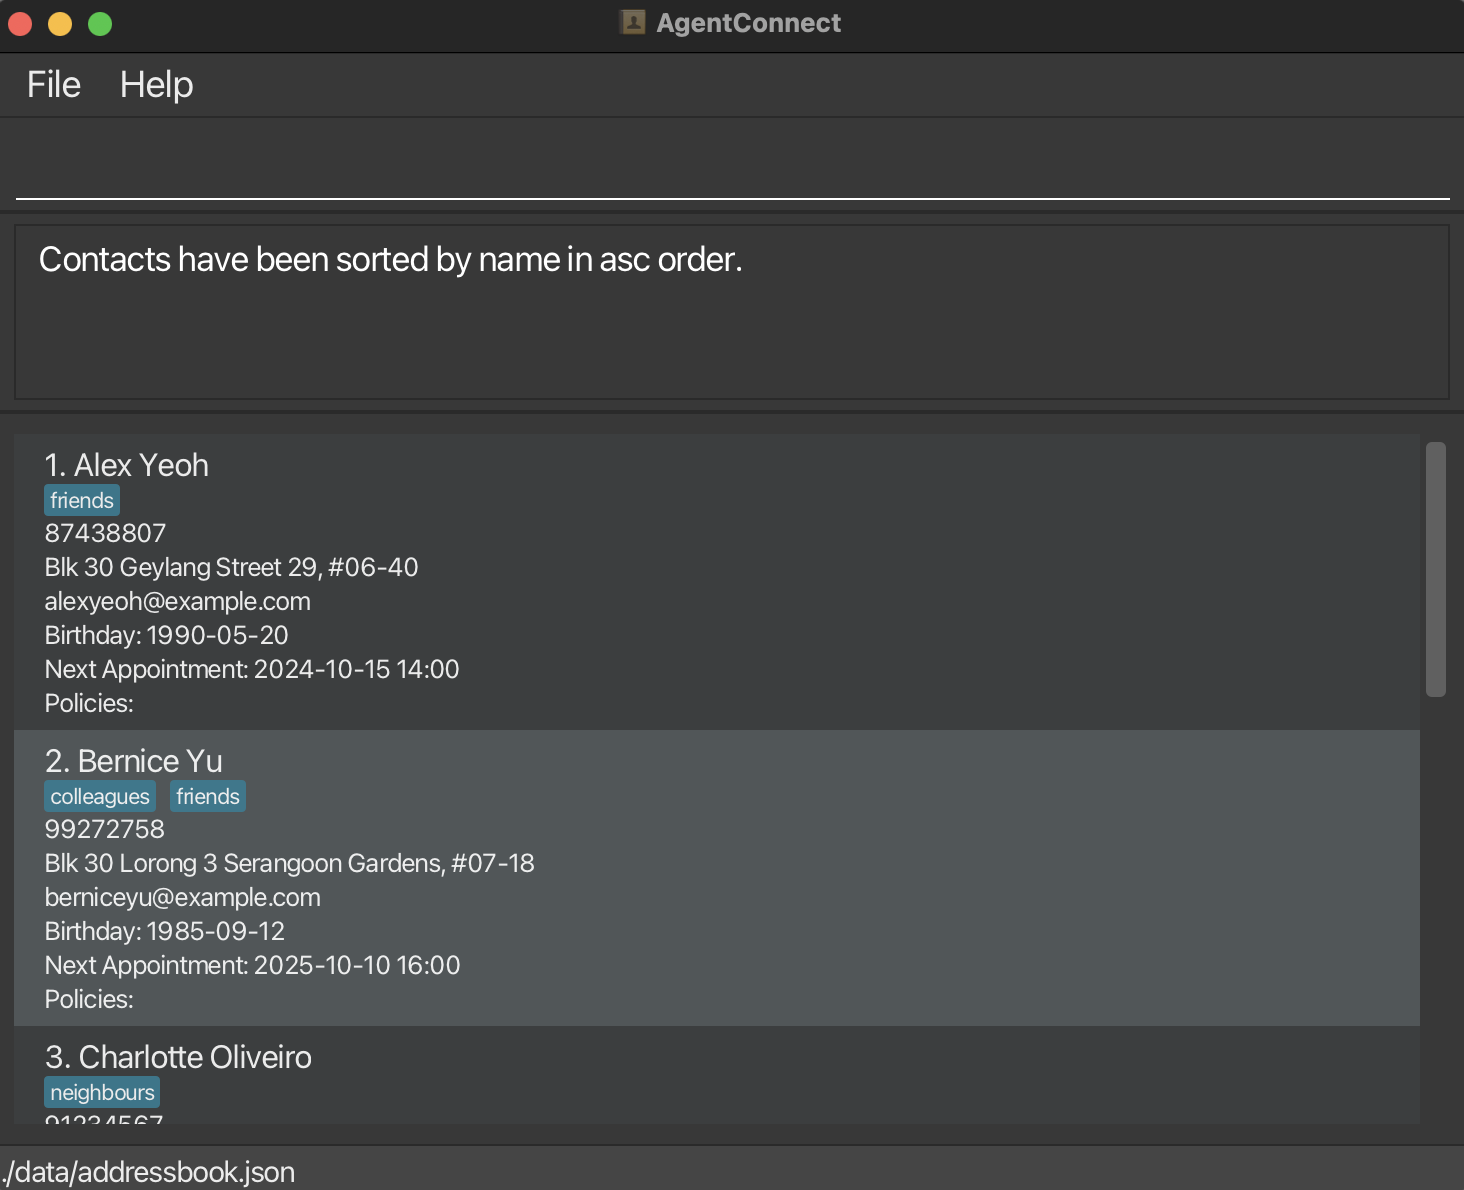 AgentConnect
File Help
Contacts have been sorted by name in asc order.
1. Alex Yeoh
friends
87438807
Blk 30 Geylang Street 29, #06-40
alexyeoh@example.com
Birthday: 1990-05-20
Next Appointment: 2024-10-15 14:00
Policies:
2. Bernice Yu
colleagues friends
99272758
Blk 30 Lorong 3 Serangoon Gardens, #07-18
berniceyu@example.com
Birthday: 1985-09-12
Next Appointment: 2025-10-10 16:00
Policies:
3. Charlotte Oliveiro
neighbours
91234567
./data/addressbook.json